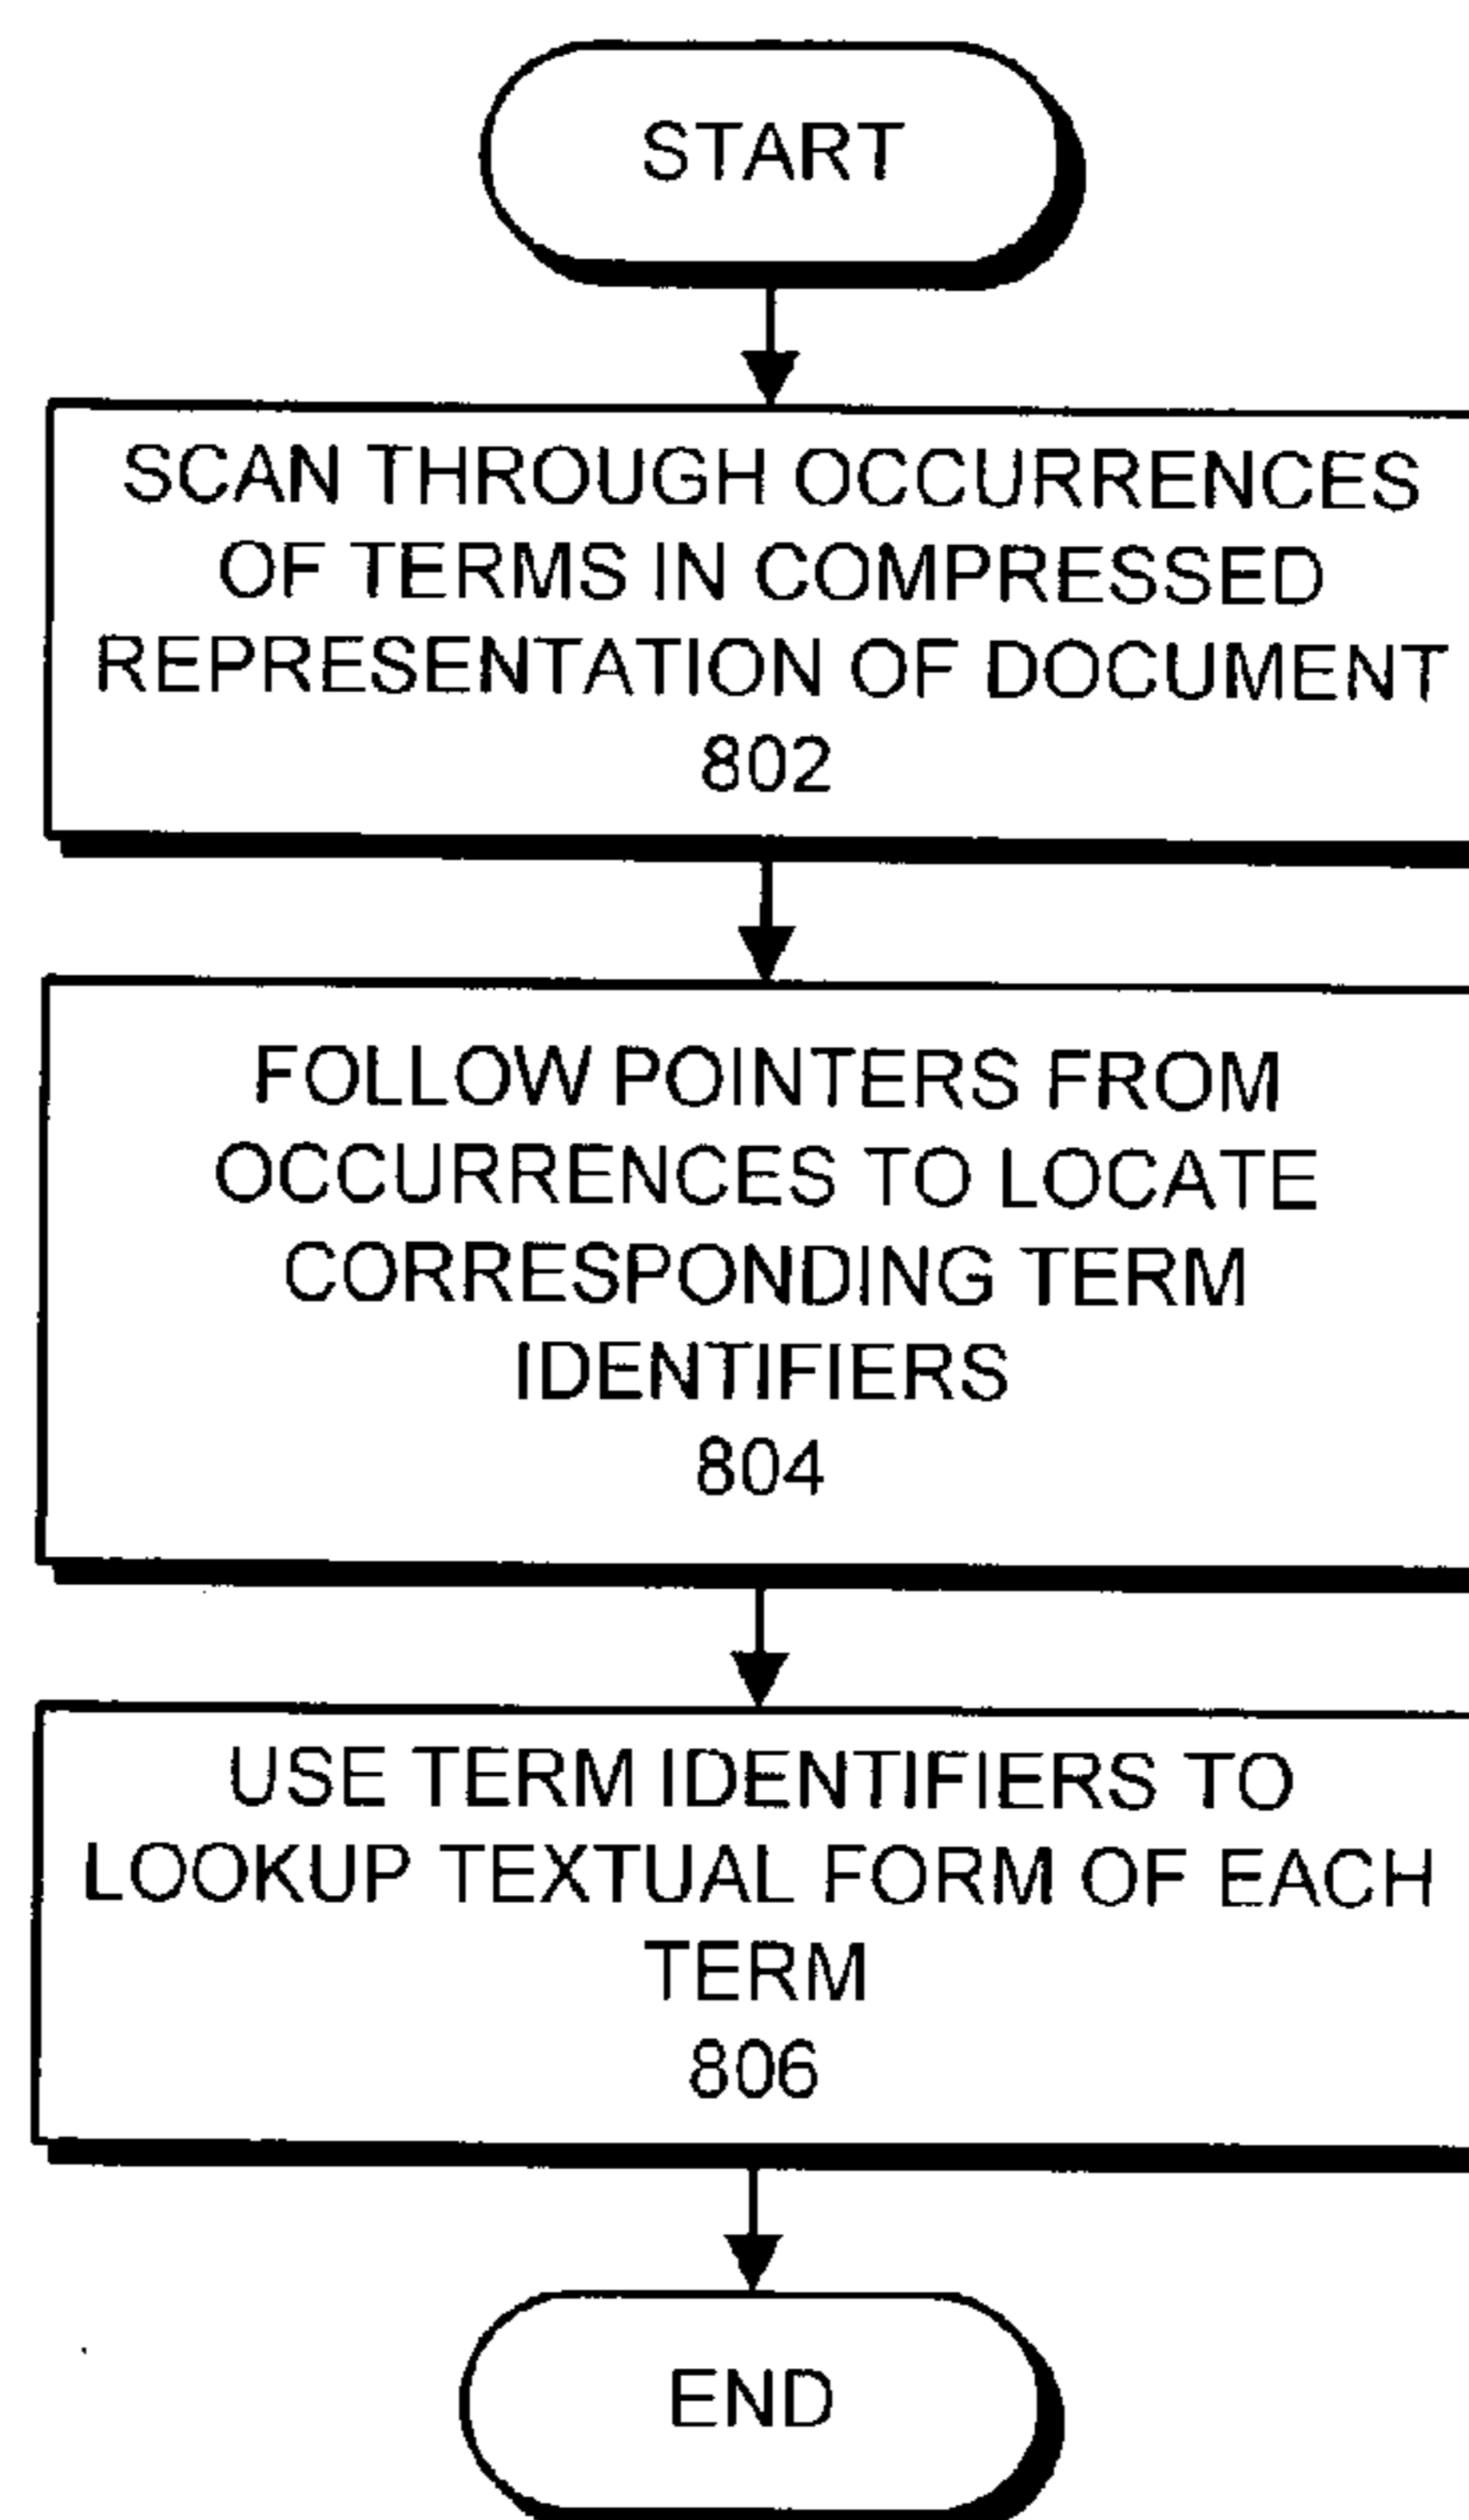 START
SCAN THROUGH OCCURRENCES
OF TERMS IN COMPRESSED
REPRESENTATION OF DOCUMENT
802
FOLLOW POINTERS FROM
OCCURRENCES TO LOCATE
CORRESPONDING TERM
IDENTIFIERS
804
USE TERM IDENTIFIERS TO
LOOKUP TEXTUAL FORM OF EACH
TERM
806
END